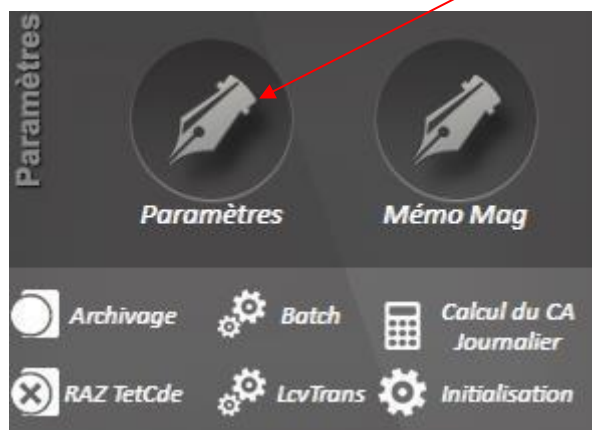 Paramètres
Paramètres
Mémo Mag
Archivage
Batch
Calcul du CA
Journalier
RAZ TetCde
LcvTrans
Initialisation